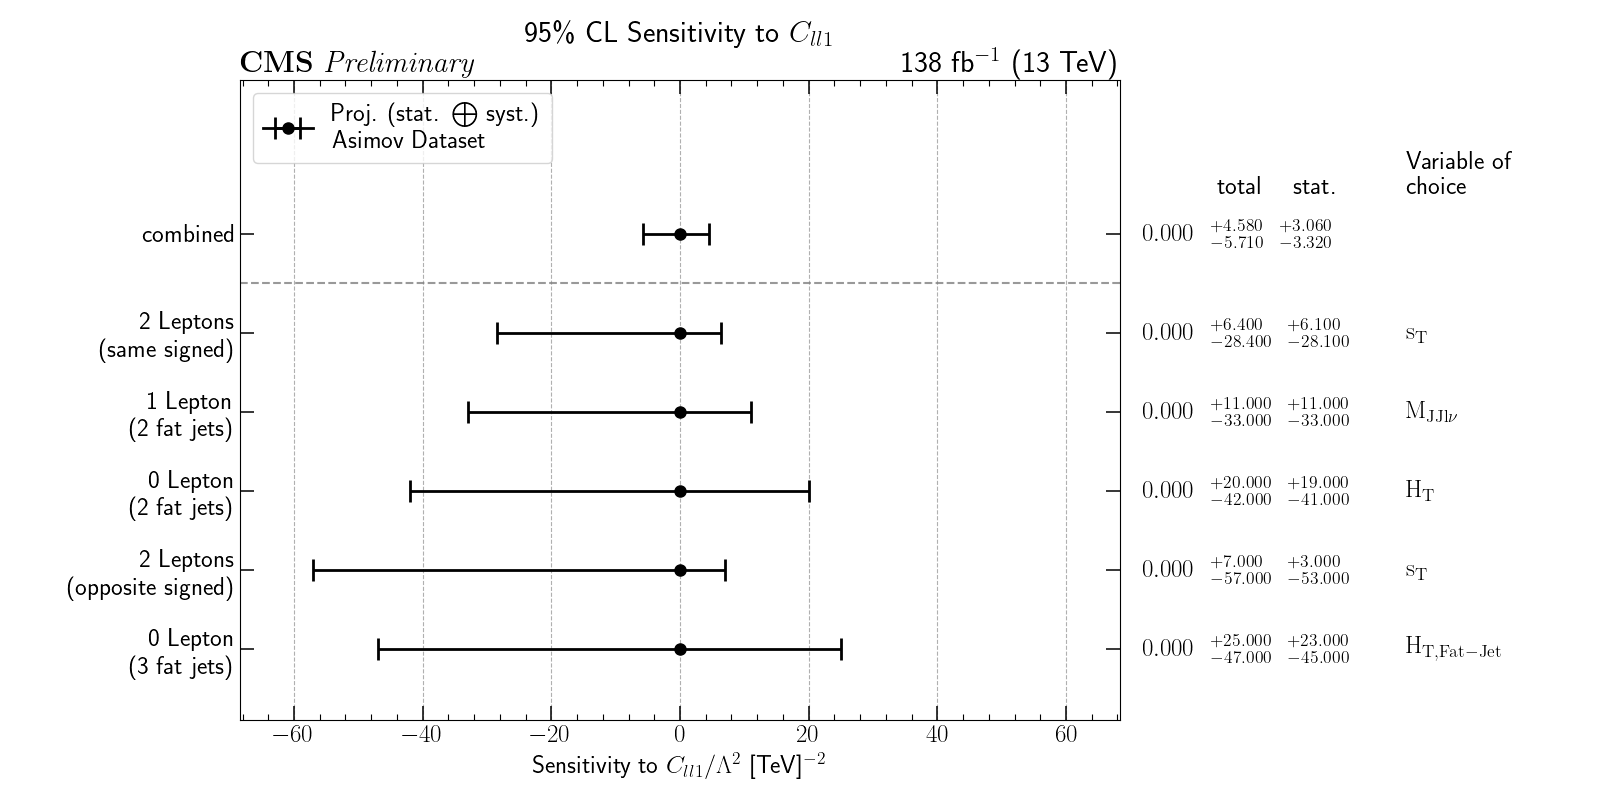 95% CL Sensitivity to C_{ll1}
CMS Preliminary 138 fb⁻¹ (13 TeV)
Proj. (stat. ⨁ syst.)
Asimov Dataset
Variable of
total stat. choice
combined 0.000 +4.580 −5.710 +3.060 −3.320
2 Leptons
(same signed) 0.000 +6.400 −28.400 +6.100 −28.100 s_T
1 Lepton
(2 fat jets) 0.000 +11.000 −33.000 +11.000 −33.000 M_{JJlν}
0 Lepton
(2 fat jets) 0.000 +20.000 −42.000 +19.000 −41.000 H_T
2 Leptons
(opposite signed) 0.000 +7.000 −57.000 +3.000 −53.000 s_T
0 Lepton
(3 fat jets) 0.000 +25.000 −47.000 +23.000 −45.000 H_{T,Fat−Jet}
−60 −40 −20 0 20 40 60
Sensitivity to C_{ll1}/Λ² [TeV]⁻²